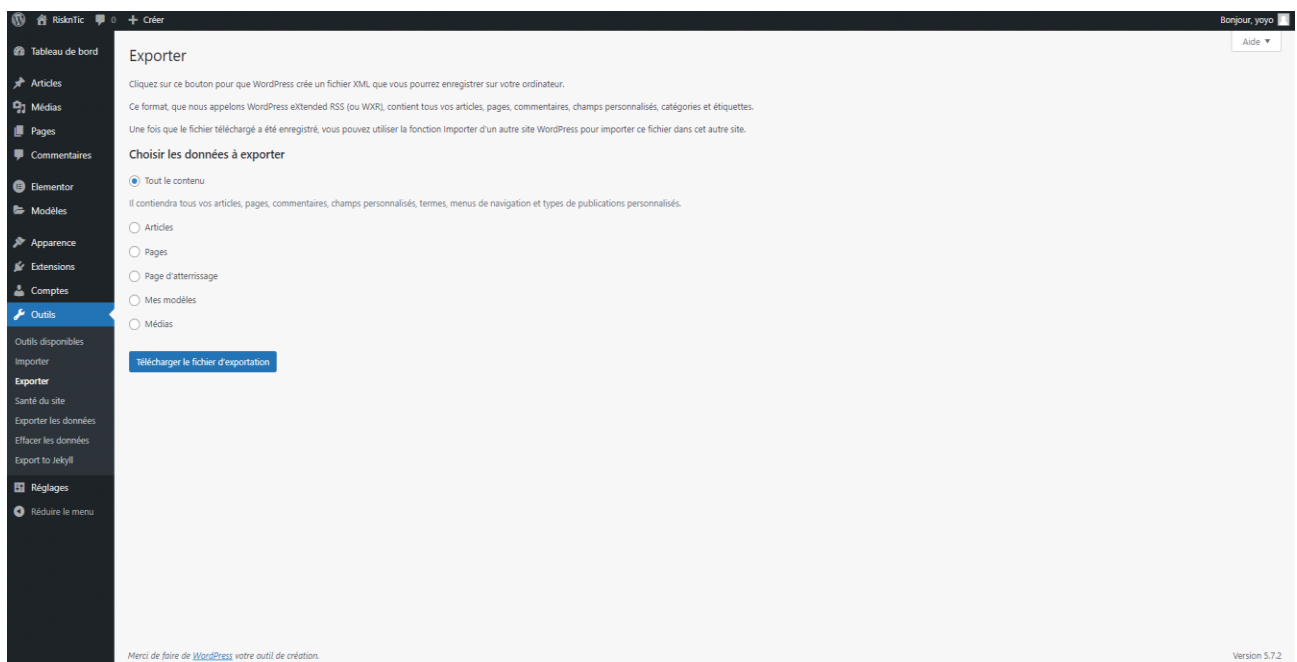 RisknTic 0 Créer Bonjour, yoyo
Aide ▼
Tableau de bord
Articles
Médias
Pages
Commentaires
Elementor
Modèles
Apparence
Extensions
Comptes
Outils
Outils disponibles
Importer
Exporter
Santé du site
Exporter les données
Effacer les données
Export to Jekyll
Réglages
Réduire le menu
Exporter
Cliquez sur ce bouton pour que WordPress crée un fichier XML que vous pourrez enregistrer sur votre ordinateur.
Ce format, que nous appelons WordPress eXtended RSS (ou WXR), contient tous vos articles, pages, commentaires, champs personnalisés, catégories et étiquettes.
Une fois que le fichier téléchargé a été enregistré, vous pouvez utiliser la fonction Importer d'un autre site WordPress pour importer ce fichier dans cet autre site.
Choisir les données à exporter
Tout le contenu
Il contiendra tous vos articles, pages, commentaires, champs personnalisés, termes, menus de navigation et types de publications personnalisés.
Articles
Pages
Page d'atterrissage
Mes modèles
Médias
Télécharger le fichier d'exportation
Merci de faire de WordPress votre outil de création. Version 5.7.2